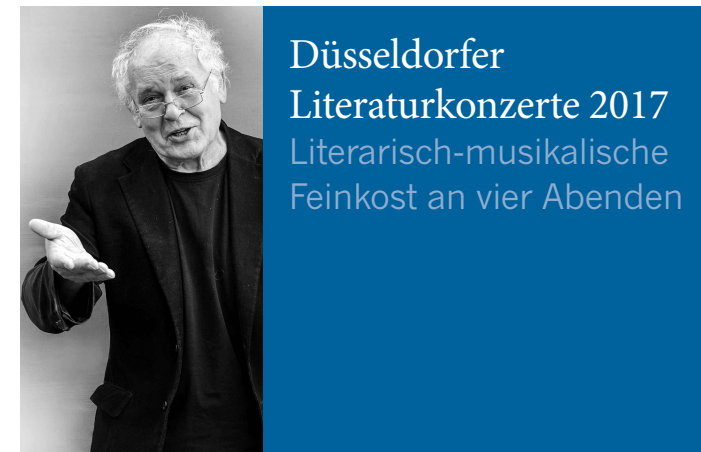 Düsseldorfer
Literaturkonzerte 2017
Literarisch-musikalische
Feinkost an vier Abenden